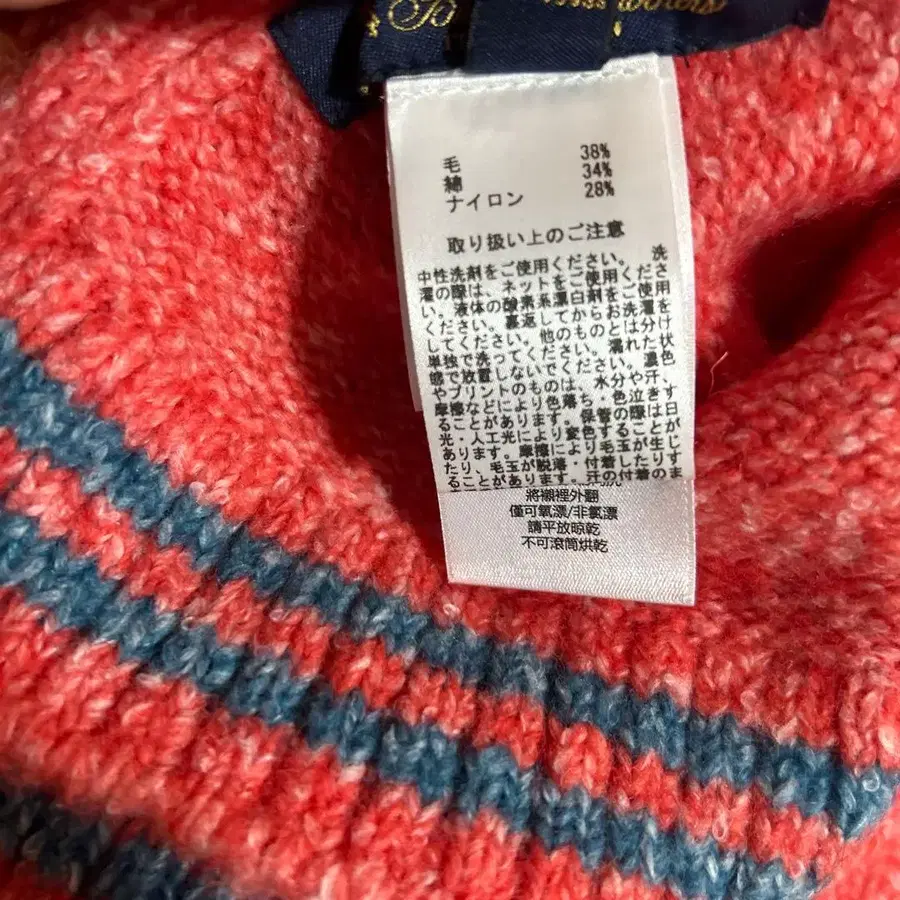 毛 38%
綿 34%
ナイロン 28%
取り扱い上のご注意
中性洗剤をご使用ください。 洗
濯の際は、ネットをご使用くださ
い。液体の酸素系漂白剤をご使用
ください。裏返してからお洗濯を
してください。他のものとは分け
単独で洗ってください。濡れた状
態で放置しないでください。濃色
やプリントのものは、水分や汗、
摩擦などにより色落ち・色泣きす
ることがあります。保管の際は日
光・人工光により変色することが
あります。摩擦により毛玉が生じ
たり、毛玉が脱落・付着したりす
ることがあります。汗の付着のま
將襯裡外翻
僅可氧漂/非氯漂
請平放晾乾
不可滾筒烘乾